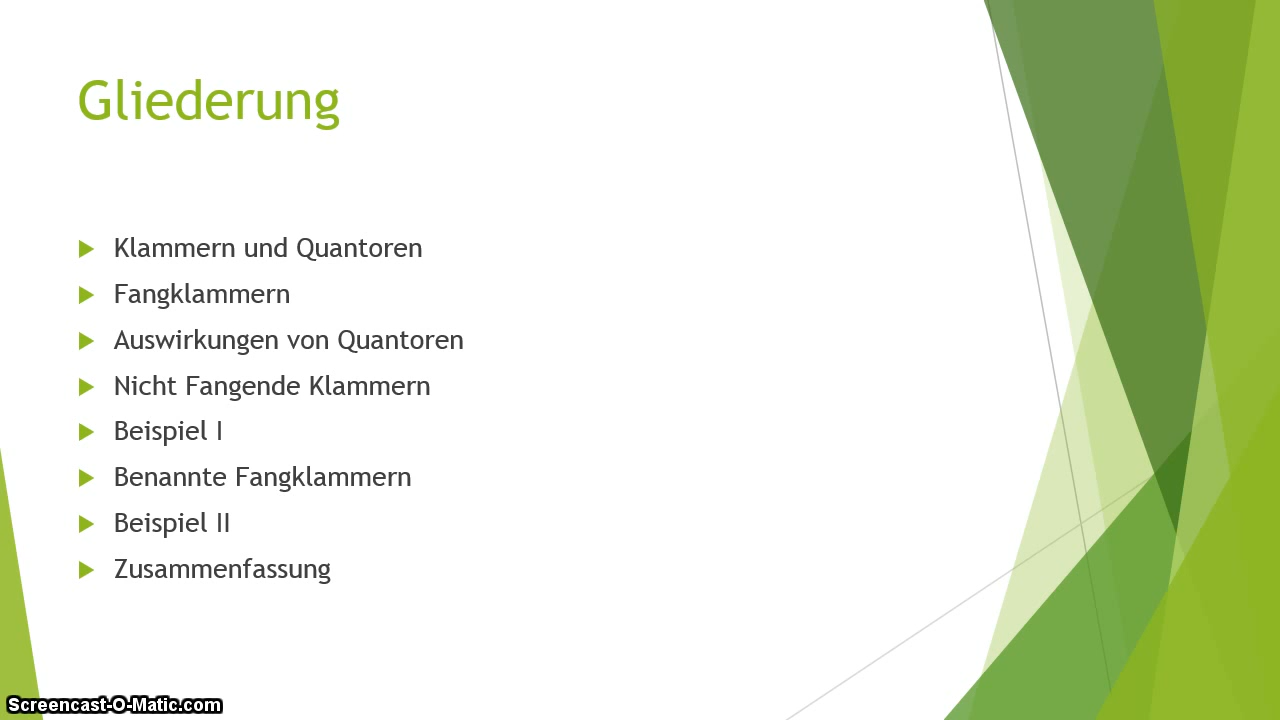 Gliederung
Klammern und Quantoren
Fangklammern
Auswirkungen von Quantoren
Nicht Fangende Klammern
Beispiel I
Benannte Fangklammern
Beispiel II
Zusammenfassung
Screencast-O-Matic.com